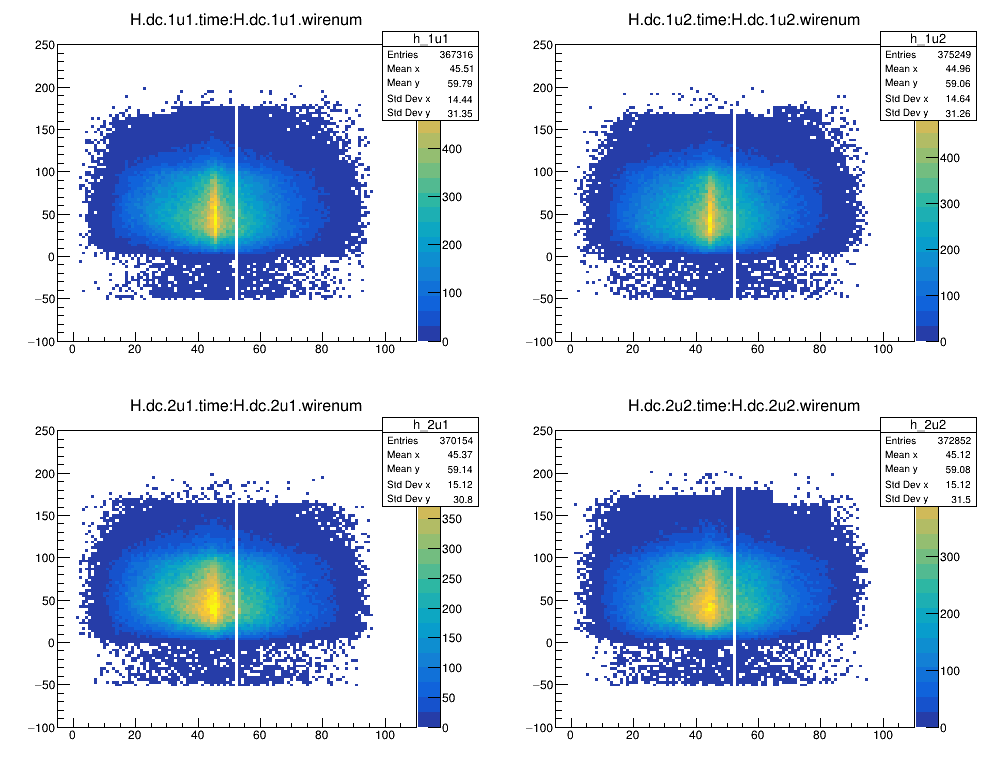 H.dc.1u1.time:H.dc.1u1.wirenum
h_1u1
Entries 367316
Mean x 45.51
Mean y 59.79
Std Dev x 14.44
Std Dev y 31.35
250
200
150
100
50
0
−50
−100
0 20 40 60 80 100
400
300
200
100
0
H.dc.1u2.time:H.dc.1u2.wirenum
h_1u2
Entries 375249
Mean x 44.96
Mean y 59.06
Std Dev x 14.64
Std Dev y 31.26
250
200
150
100
50
0
−50
−100
0 20 40 60 80 100
400
300
200
100
0
H.dc.2u1.time:H.dc.2u1.wirenum
h_2u1
Entries 370154
Mean x 45.37
Mean y 59.14
Std Dev x 15.12
Std Dev y 30.8
250
200
150
100
50
0
−50
−100
0 20 40 60 80 100
350
300
250
200
150
100
50
0
H.dc.2u2.time:H.dc.2u2.wirenum
h_2u2
Entries 372852
Mean x 45.12
Mean y 59.08
Std Dev x 15.12
Std Dev y 31.5
250
200
150
100
50
0
−50
−100
0 20 40 60 80 100
300
200
100
0